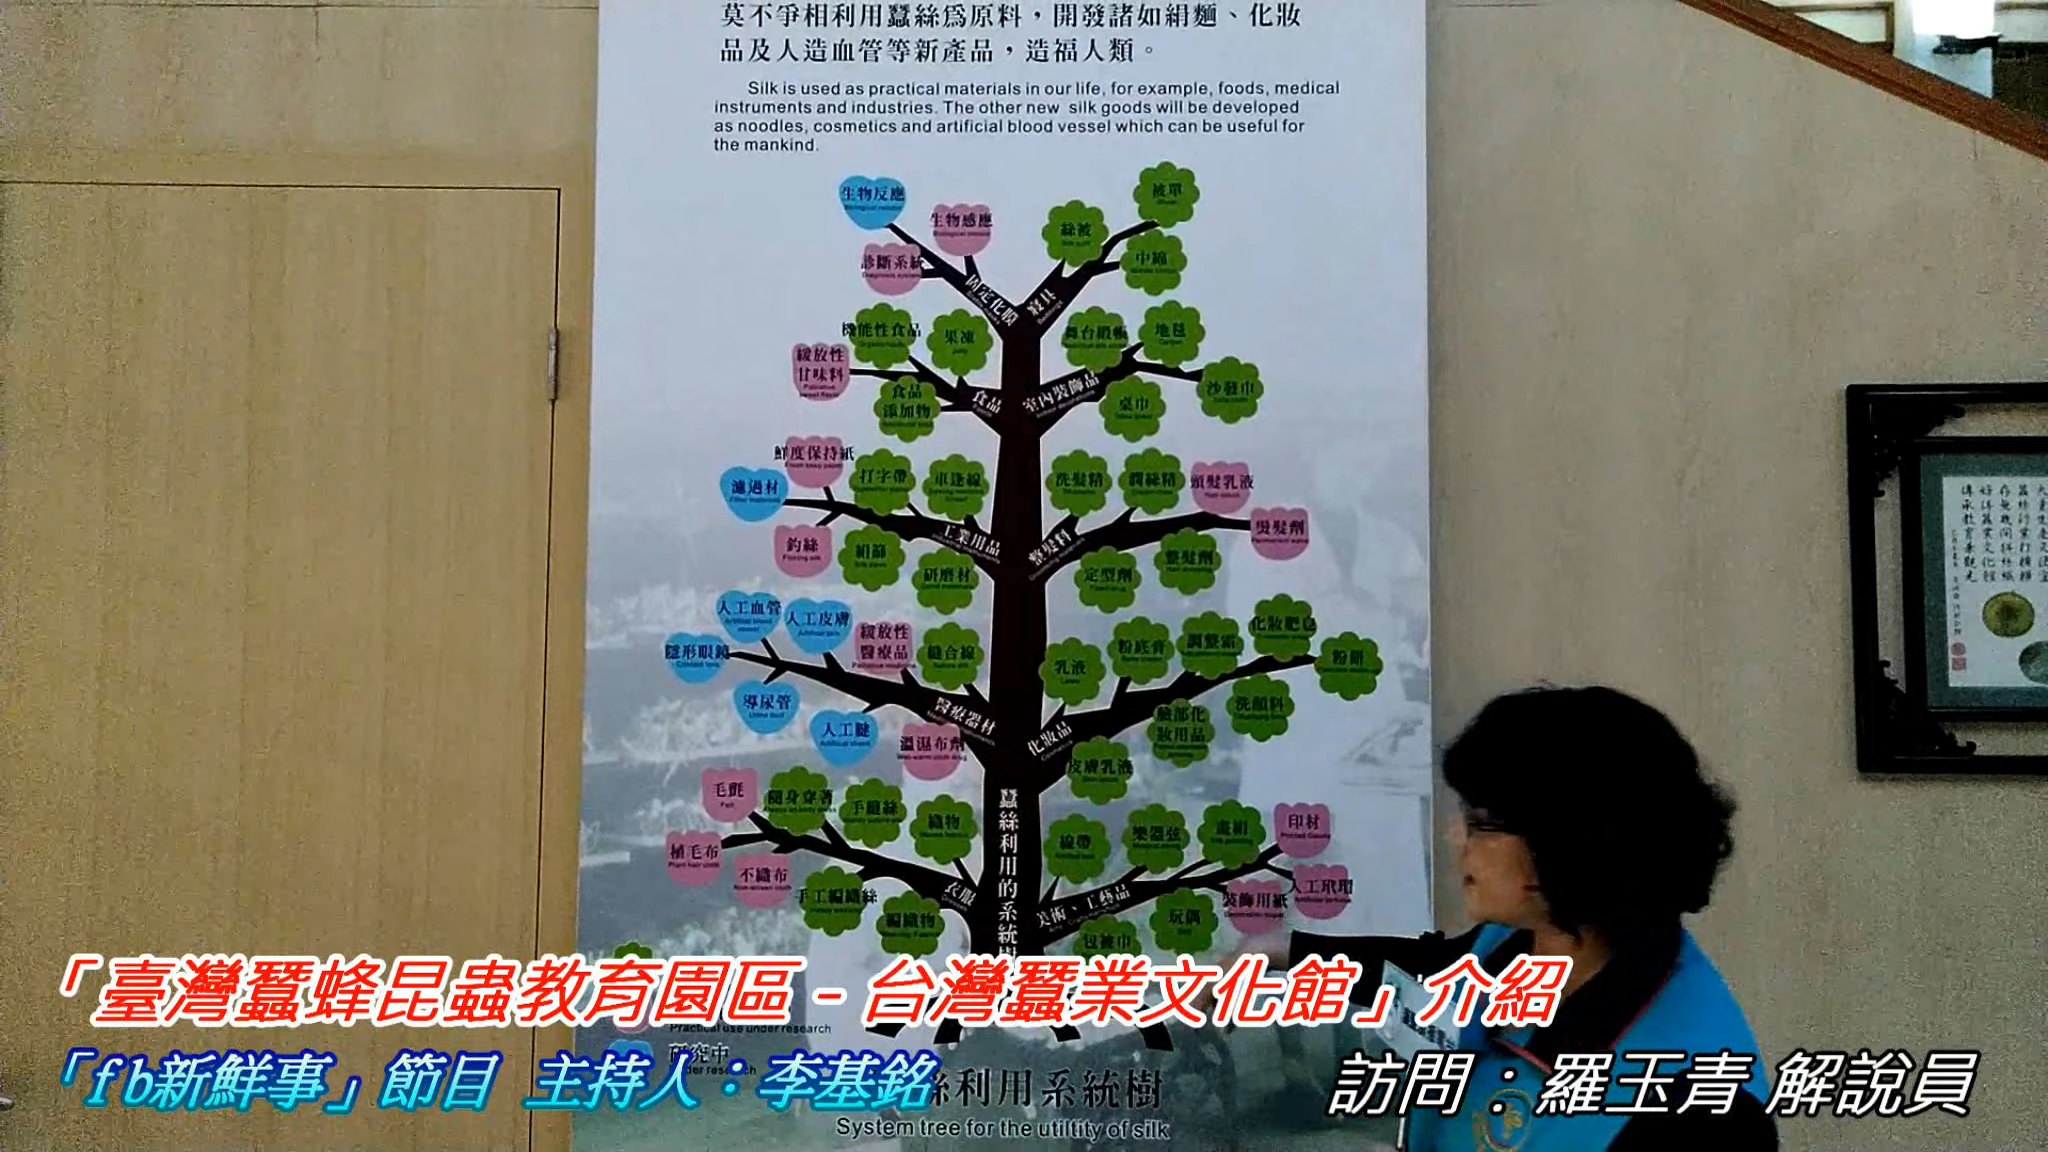 莫不爭相利用蠶絲為原料，開發諸如絹麵、化妝
品及人造血管等新產品，造福人類。
Silk is used as practical materials in our life, for example, foods, medical
instruments and industries. The other new silk goods will be developed
as noodles, cosmetics and artificial blood vessel which can be useful for
the mankind.
生物反應
生物感應
診斷系統
固定化膜
被單
絲被
中綿
寢具
機能性食品
果凍
緩放性
甘味料
食品
添加物
食品
舞台緞帳
地毯
沙發巾
桌巾
室內裝飾品
鮮度保持紙
濾過材
打字帶
車縫線
釣絲
絹篩
研磨材
工業用品
洗髮精
潤絲精
頭髮乳液
燙髮劑
定型劑
整髮劑
整髮料
人工血管
人工皮膚
隱形眼鏡
緩放性
醫療品
縫合線
導尿管
人工腱
溫濕布劑
醫療器材
乳液
粉底膏
調整霜
化妝肥皂
粉餅
洗顏料
臉部化
妝用品
皮膚乳液
化妝品
毛氈
隨身穿著
手縫絲
織物
植毛布
不織布
手工編織絲
編織物
衣服
線帶
樂器弦
畫絹
印材
人工玳瑁
裝飾用紙
玩偶
包被巾
美術、工藝品
蠶絲利用的系統樹
「臺灣蠶蜂昆蟲教育園區 - 台灣蠶業文化館」介紹
Practical use under research
研究中
「fb新鮮事」節目 主持人：李基銘
訪問：羅玉青 解說員
絲利用系統樹
System tree for the utiltity of silk